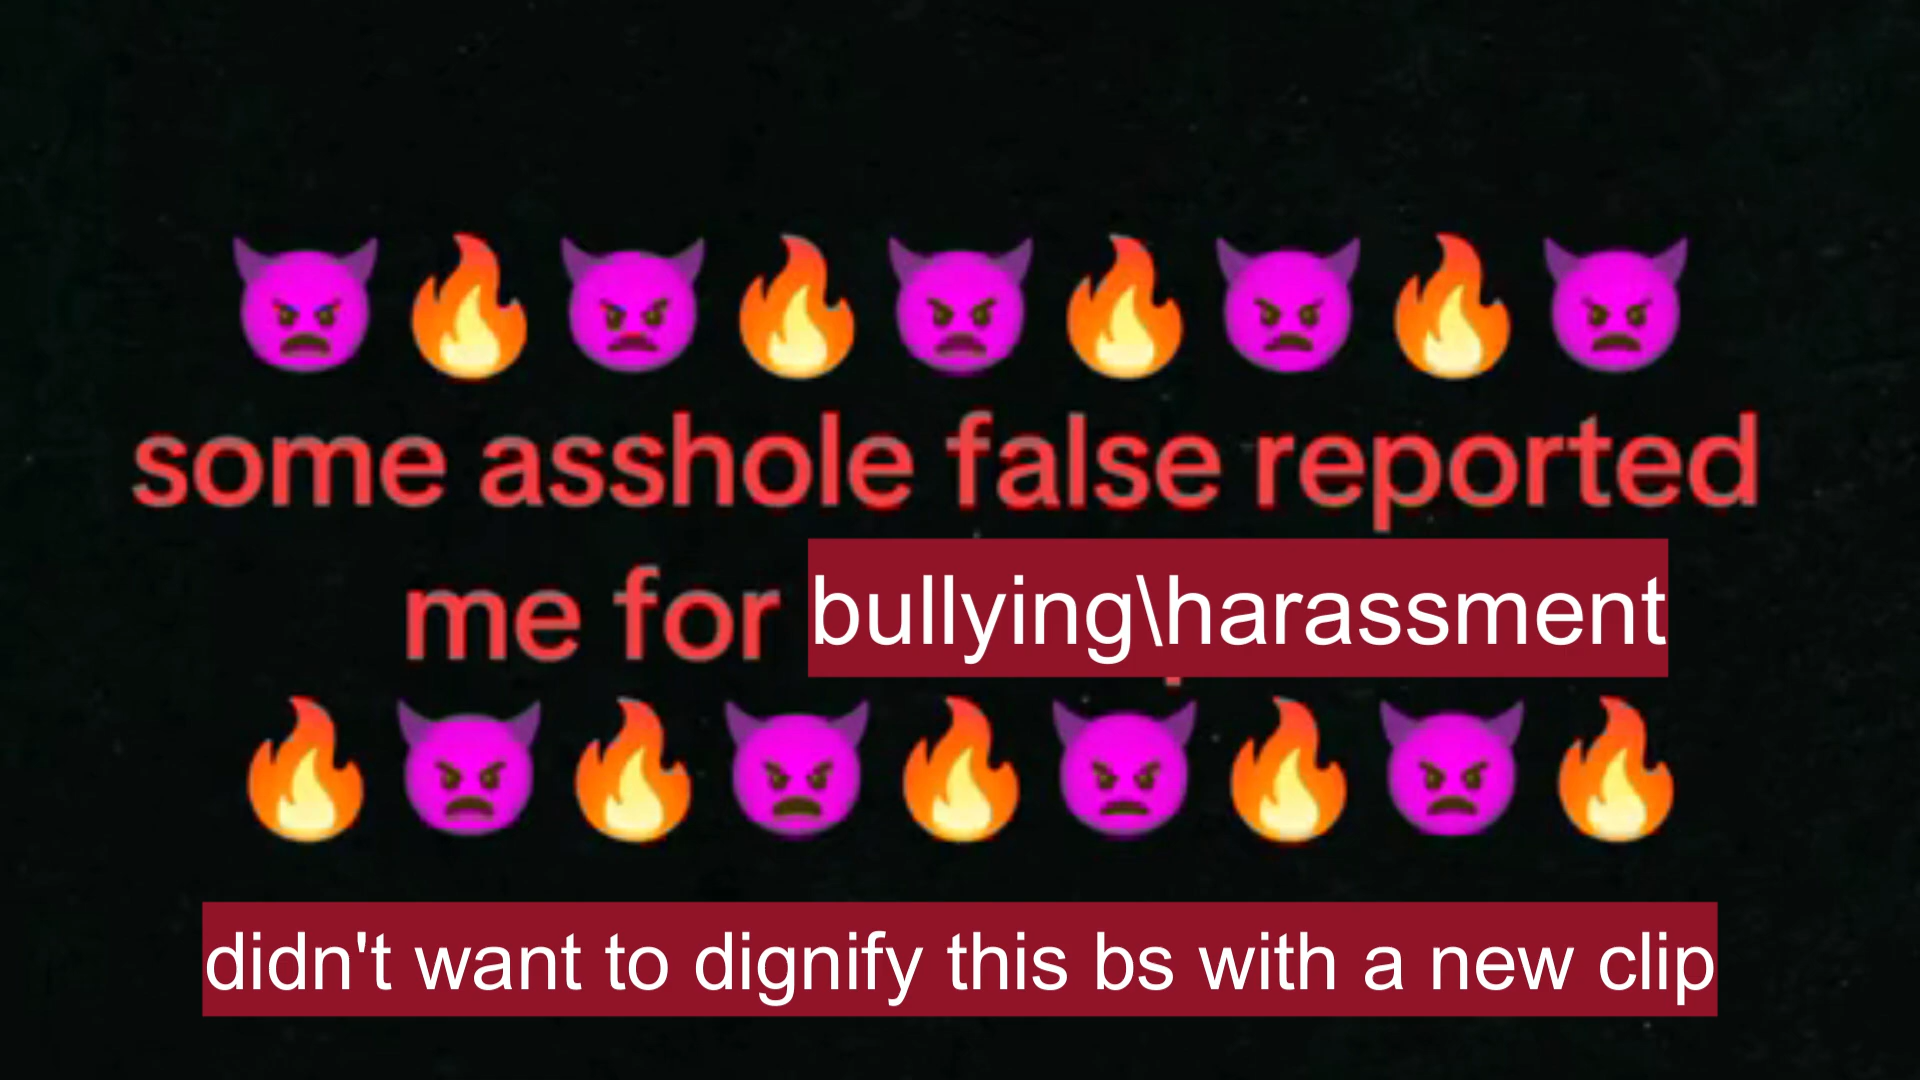 👿🔥👿🔥👿🔥👿🔥👿
some asshole false reported
me for bullying\harassment
🔥👿🔥👿🔥👿🔥👿🔥
didn't want to dignify this bs with a new clip